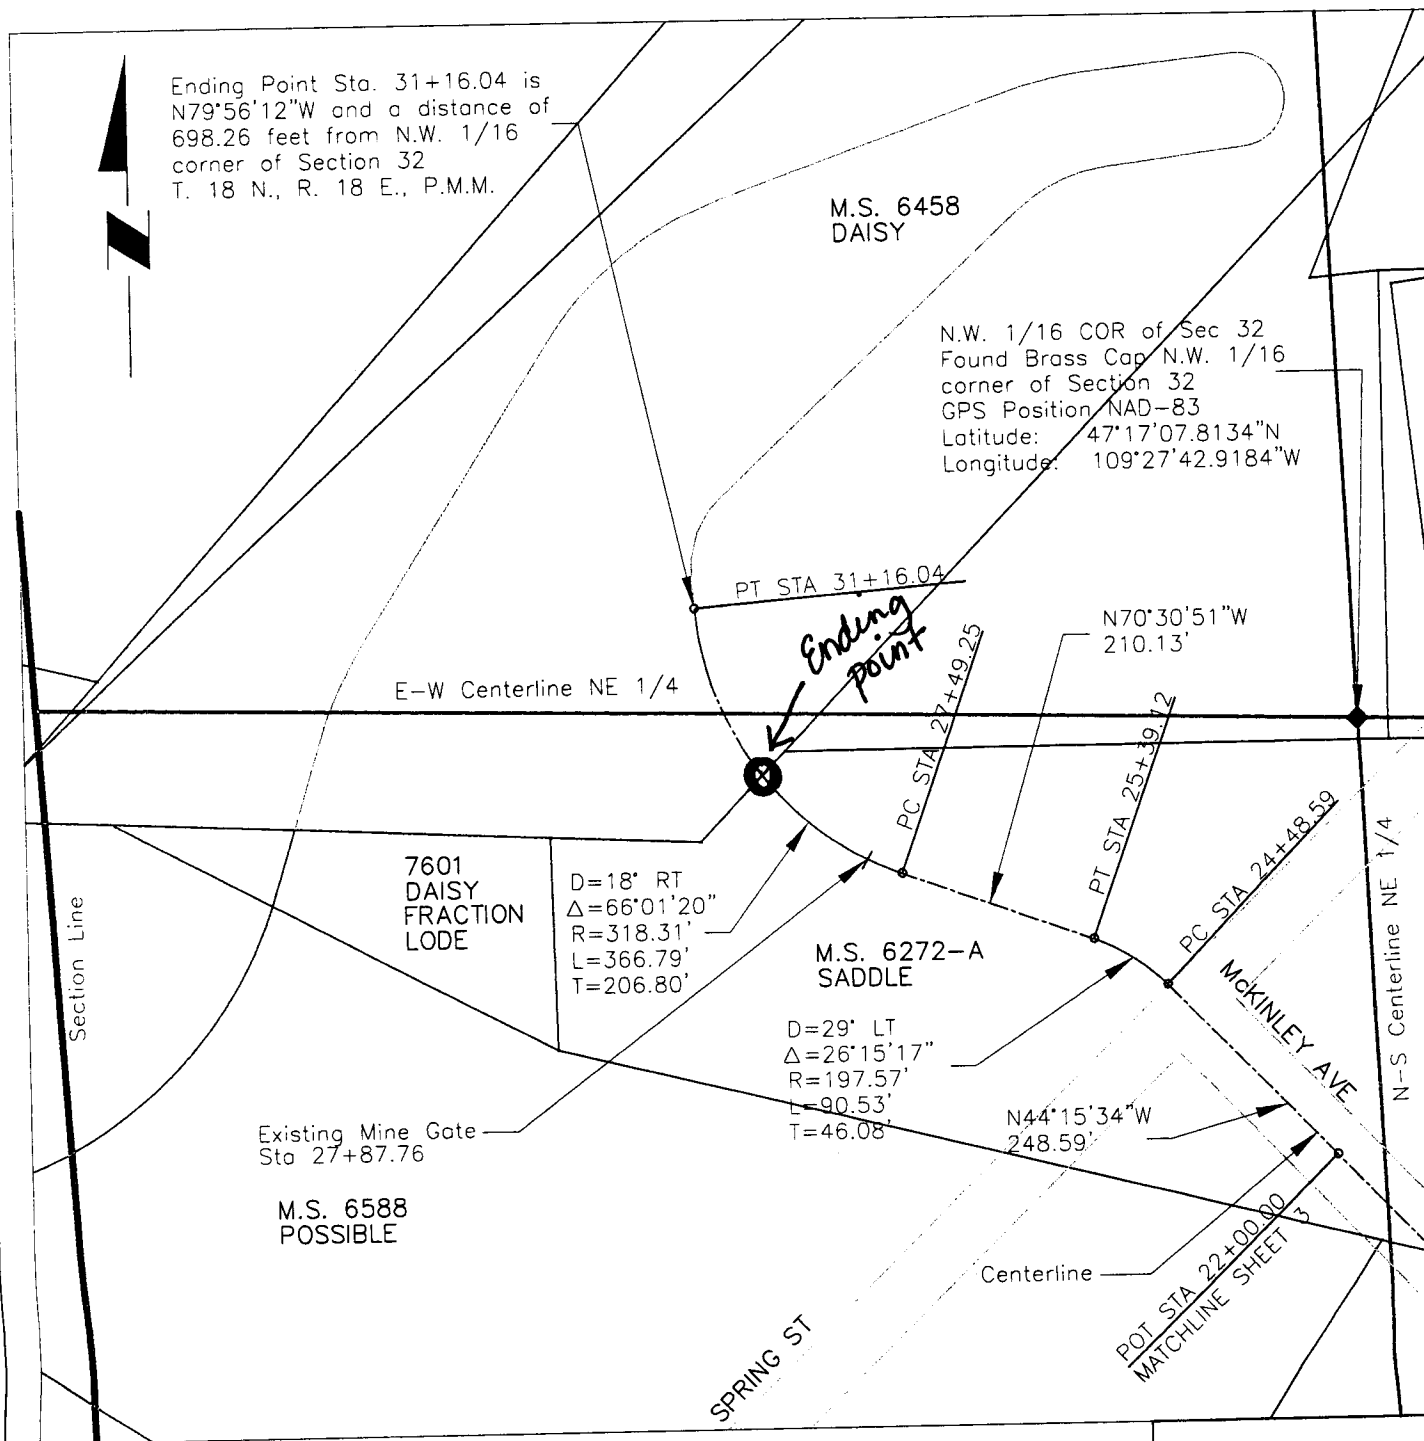 Ending Point Sta. 31+16.04 is
N79°56'12"W and a distance of
698.26 feet from N.W. 1/16
corner of Section 32
T. 18 N., R. 18 E., P.M.M.
N
M.S. 6458
DAISY
N.W. 1/16 COR of Sec 32
Found Brass Cap N.W. 1/16
corner of Section 32
GPS Position NAD-83
Latitude: 47°17'07.8134"N
Longitude: 109°27'42.9184"W
PT STA 31+16.04
Ending
point
N70°30'51"W
210.13'
E-W Centerline NE 1/4
PC STA 27+49.25
PT STA 25+39.12
PC STA 24+48.59
7601
DAISY
FRACTION
LODE
D=18° RT
Δ=66°01'20"
R=318.31'
L=366.79'
T=206.80'
M.S. 6272-A
SADDLE
Section Line
McKINLEY AVE
N-S Centerline NE 1/4
D=29° LT
Δ=26°15'17"
R=197.57'
L=90.53'
T=46.08'
N44°15'34"W
248.59'
Existing Mine Gate
Sta 27+87.76
M.S. 6588
POSSIBLE
Centerline
POT STA 22+00.00
MATCHLINE SHEET 3
SPRING ST